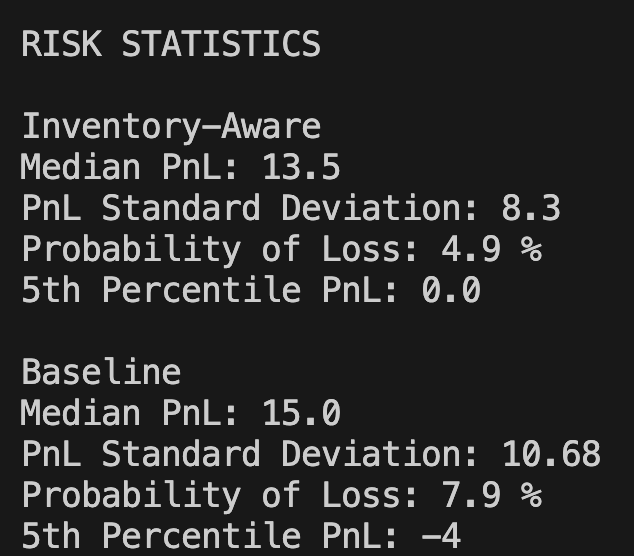 RISK STATISTICS
Inventory-Aware
Median PnL: 13.5
PnL Standard Deviation: 8.3
Probability of Loss: 4.9 %
5th Percentile PnL: 0.0
Baseline
Median PnL: 15.0
PnL Standard Deviation: 10.68
Probability of Loss: 7.9 %
5th Percentile PnL: -4